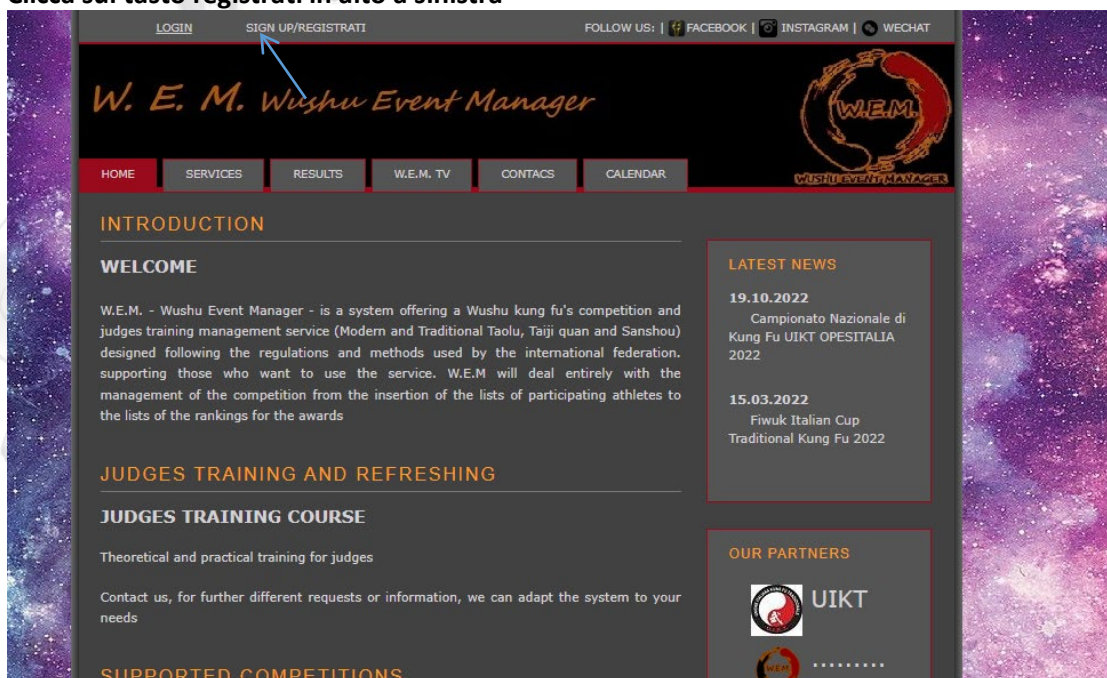 Clicca sul tasto registrati in alto a sinistra
LOGIN SIGN UP/REGISTRATI FOLLOW US: | FACEBOOK | INSTAGRAM | WECHAT
W. E. M. Wushu Event Manager
W.E.M.
WUSHU EVENT MANAGER
HOME SERVICES RESULTS W.E.M. TV CONTACS CALENDAR
INTRODUCTION
WELCOME
W.E.M. - Wushu Event Manager - is a system offering a Wushu kung fu's competition and
judges training management service (Modern and Traditional Taolu, Taiji quan and Sanshou)
designed following the regulations and methods used by the international federation.
supporting those who want to use the service. W.E.M will deal entirely with the
management of the competition from the insertion of the lists of participating athletes to
the lists of the rankings for the awards
JUDGES TRAINING AND REFRESHING
JUDGES TRAINING COURSE
Theoretical and practical training for judges
Contact us, for further different requests or information, we can adapt the system to your
needs
SUPPORTED COMPETITIONS
LATEST NEWS
19.10.2022
Campionato Nazionale di
Kung Fu UIKT OPESITALIA
2022
15.03.2022
Fiwuk Italian Cup
Traditional Kung Fu 2022
OUR PARTNERS
UIKT
.........